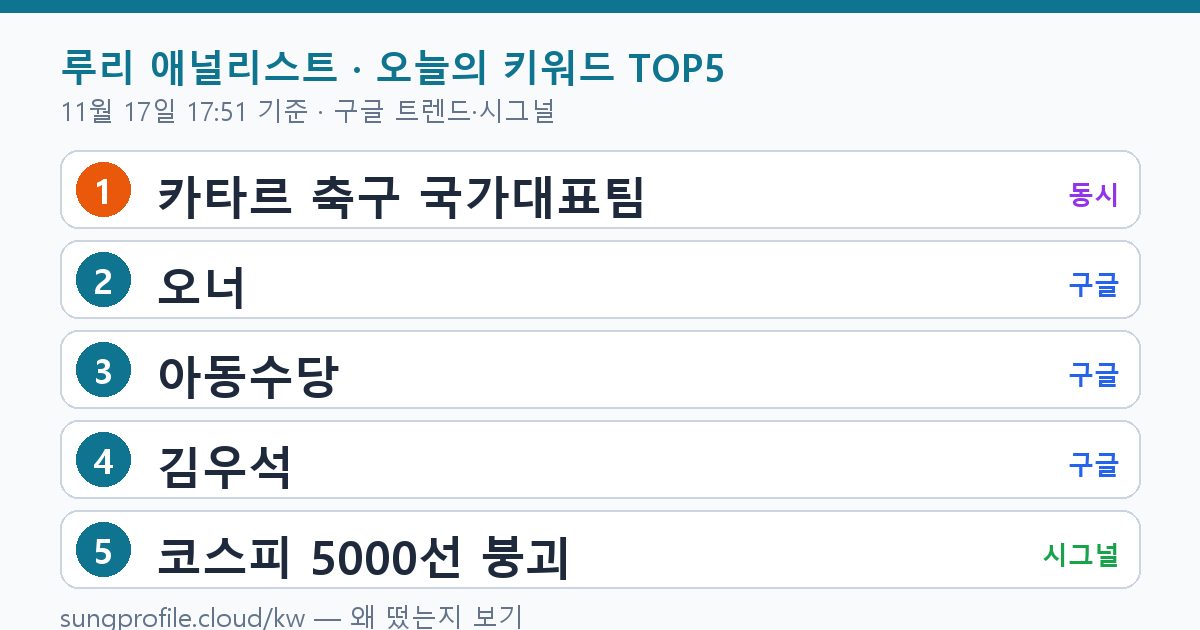 루리 애널리스트 · 오늘의 키워드 TOP5
11월 17일 17:51 기준 · 구글 트렌드·시그널
1 카타르 축구 국가대표팀 동시
2 오너 구글
3 아동수당 구글
4 김우석 구글
5 코스피 5000선 붕괴 시그널
sungprofile.cloud/kw — 왜 떴는지 보기